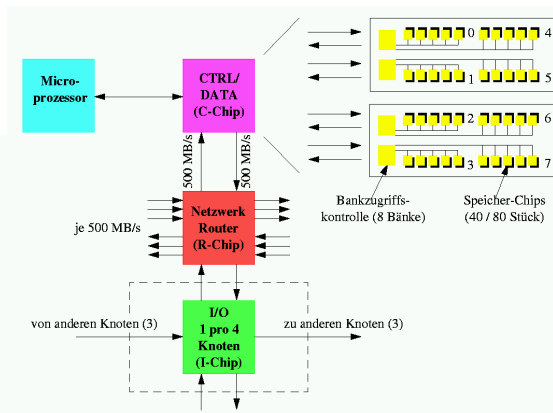 0
4
Micro-
prozessor
CTRL/
DATA
(C-Chip)
1
5
2
6
3
7
500 MB/s
500 MB/s
Bankzugriffs-
kontrolle (8 Bänke)
Speicher-Chips
(40 / 80 Stück)
je 500 MB/s
Netzwerk
Router
(R-Chip)
von anderen Knoten (3)
I/O
1 pro 4
Knoten
(I-Chip)
zu anderen Knoten (3)